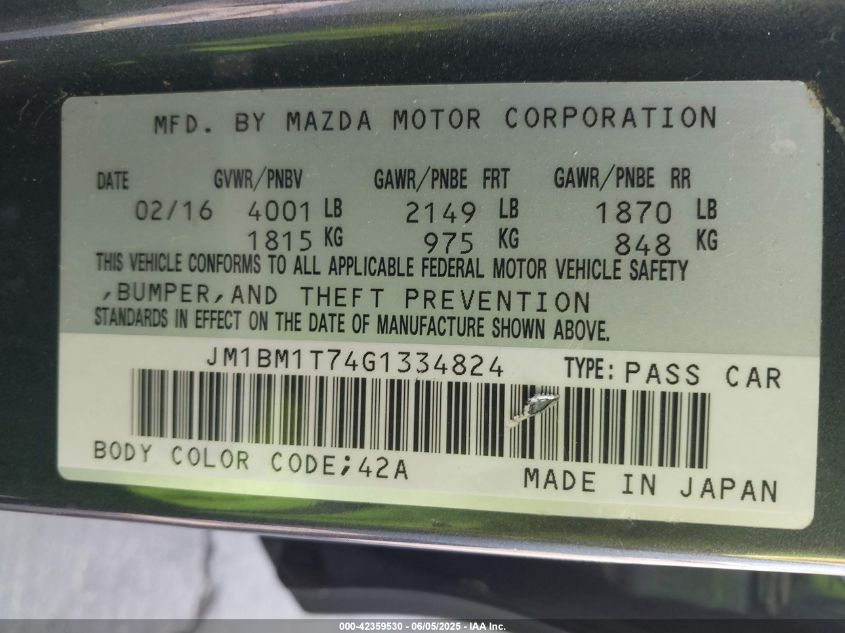 MFD. BY MAZDA MOTOR CORPORATION
DATE GVWR/PNBV GAWR/PNBE FRT GAWR/PNBE RR
02/16 4001 LB 2149 LB 1870 LB
1815 KG 975 KG 848 KG
THIS VEHICLE CONFORMS TO ALL APPLICABLE FEDERAL MOTOR VEHICLE SAFETY
,BUMPER,AND THEFT PREVENTION
STANDARDS IN EFFECT ON THE DATE OF MANUFACTURE SHOWN ABOVE.
JM1BM1T74G1334824 TYPE: PASS CAR
BODY COLOR CODE;42A MADE IN JAPAN
000-42359530 - 06/05/2025 - IAA Inc.